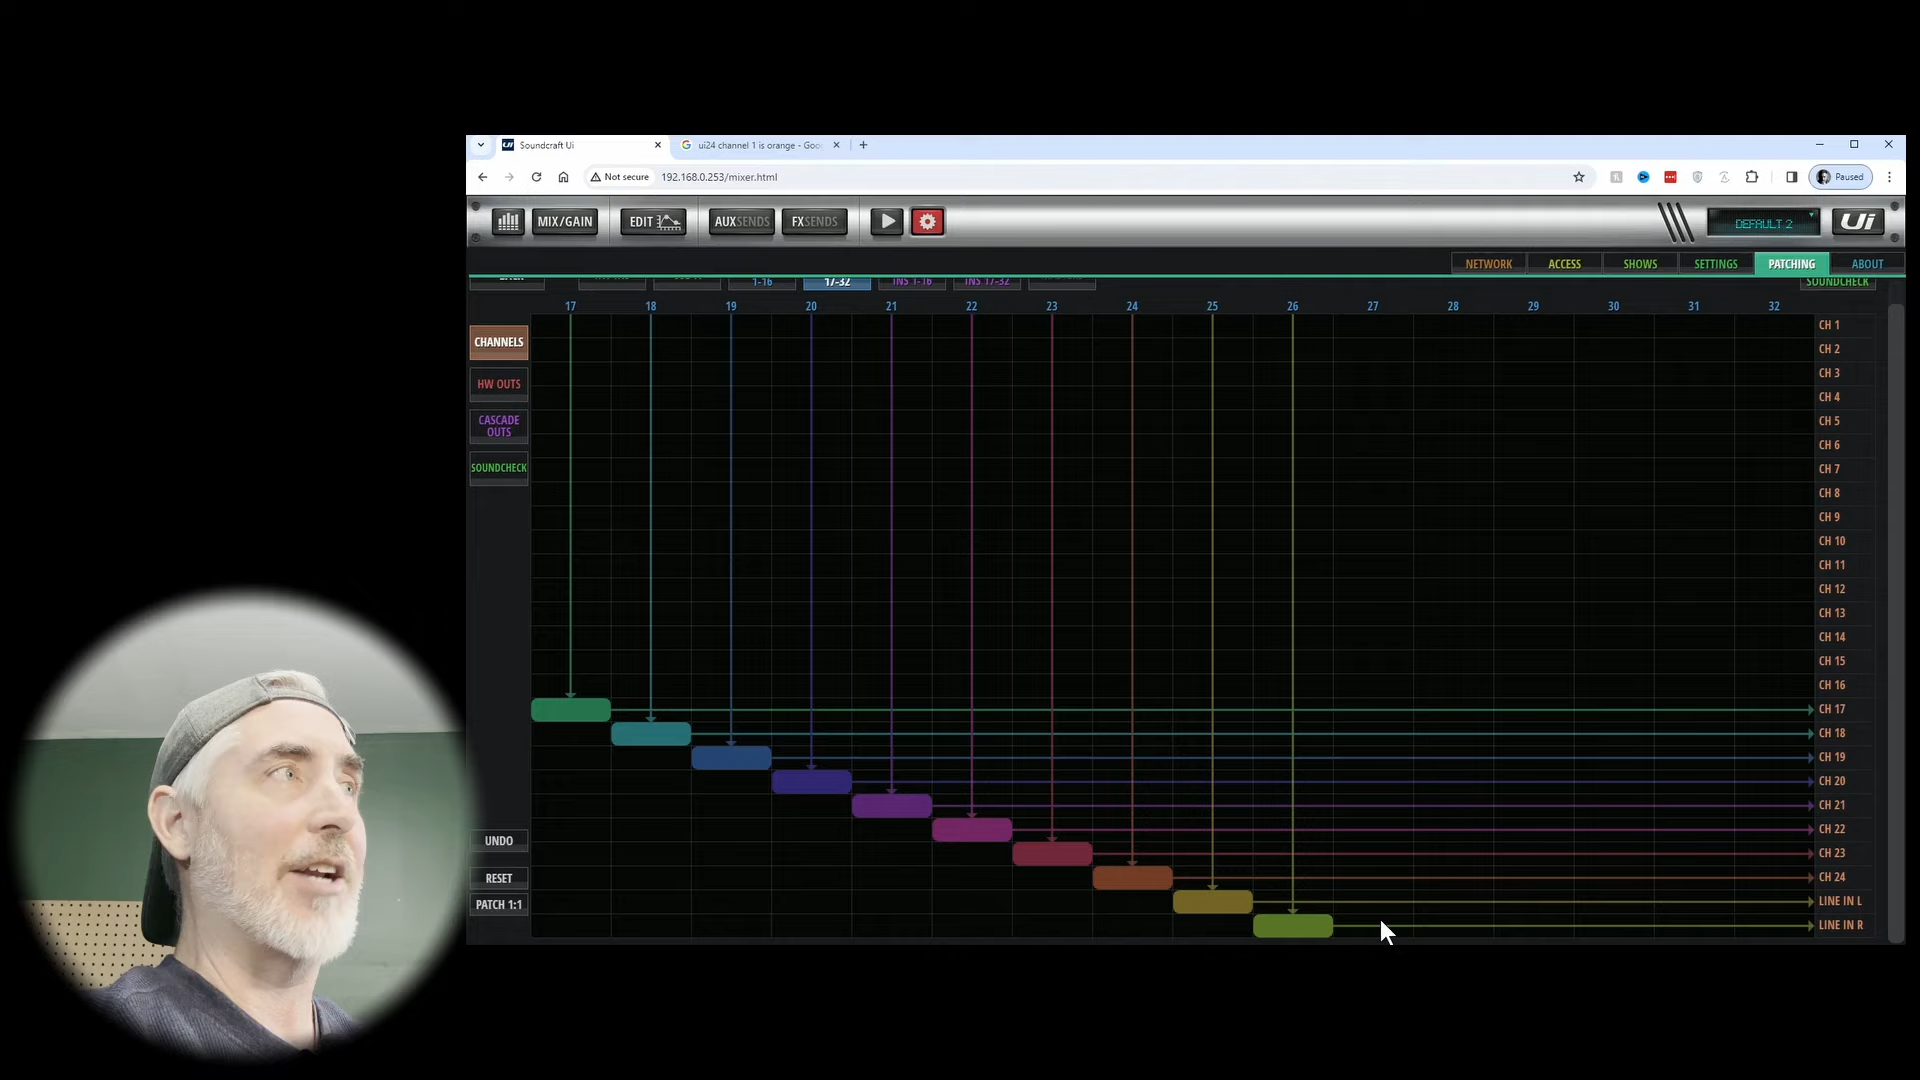 Soundcraft Ui
ui24 channel 1 is orange - Goo
Not secure 192.168.0.253/mixer.html
Paused
MIX/GAIN EDIT AUXSENDS FXSENDS DEFAULT 2 Ui
NETWORK ACCESS SHOWS SETTINGS PATCHING ABOUT
1-16 17-32 INS 1-16 INS 17-32 SOUNDCHECK
17 18 19 20 21 22 23 24 25 26 27 28 29 30 31 32
CHANNELS
HW OUTS
CASCADE
OUTS
SOUNDCHECK
UNDO
RESET
PATCH 1:1
CH 1
CH 2
CH 3
CH 4
CH 5
CH 6
CH 7
CH 8
CH 9
CH 10
CH 11
CH 12
CH 13
CH 14
CH 15
CH 16
CH 17
CH 18
CH 19
CH 20
CH 21
CH 22
CH 23
CH 24
LINE IN L
LINE IN R